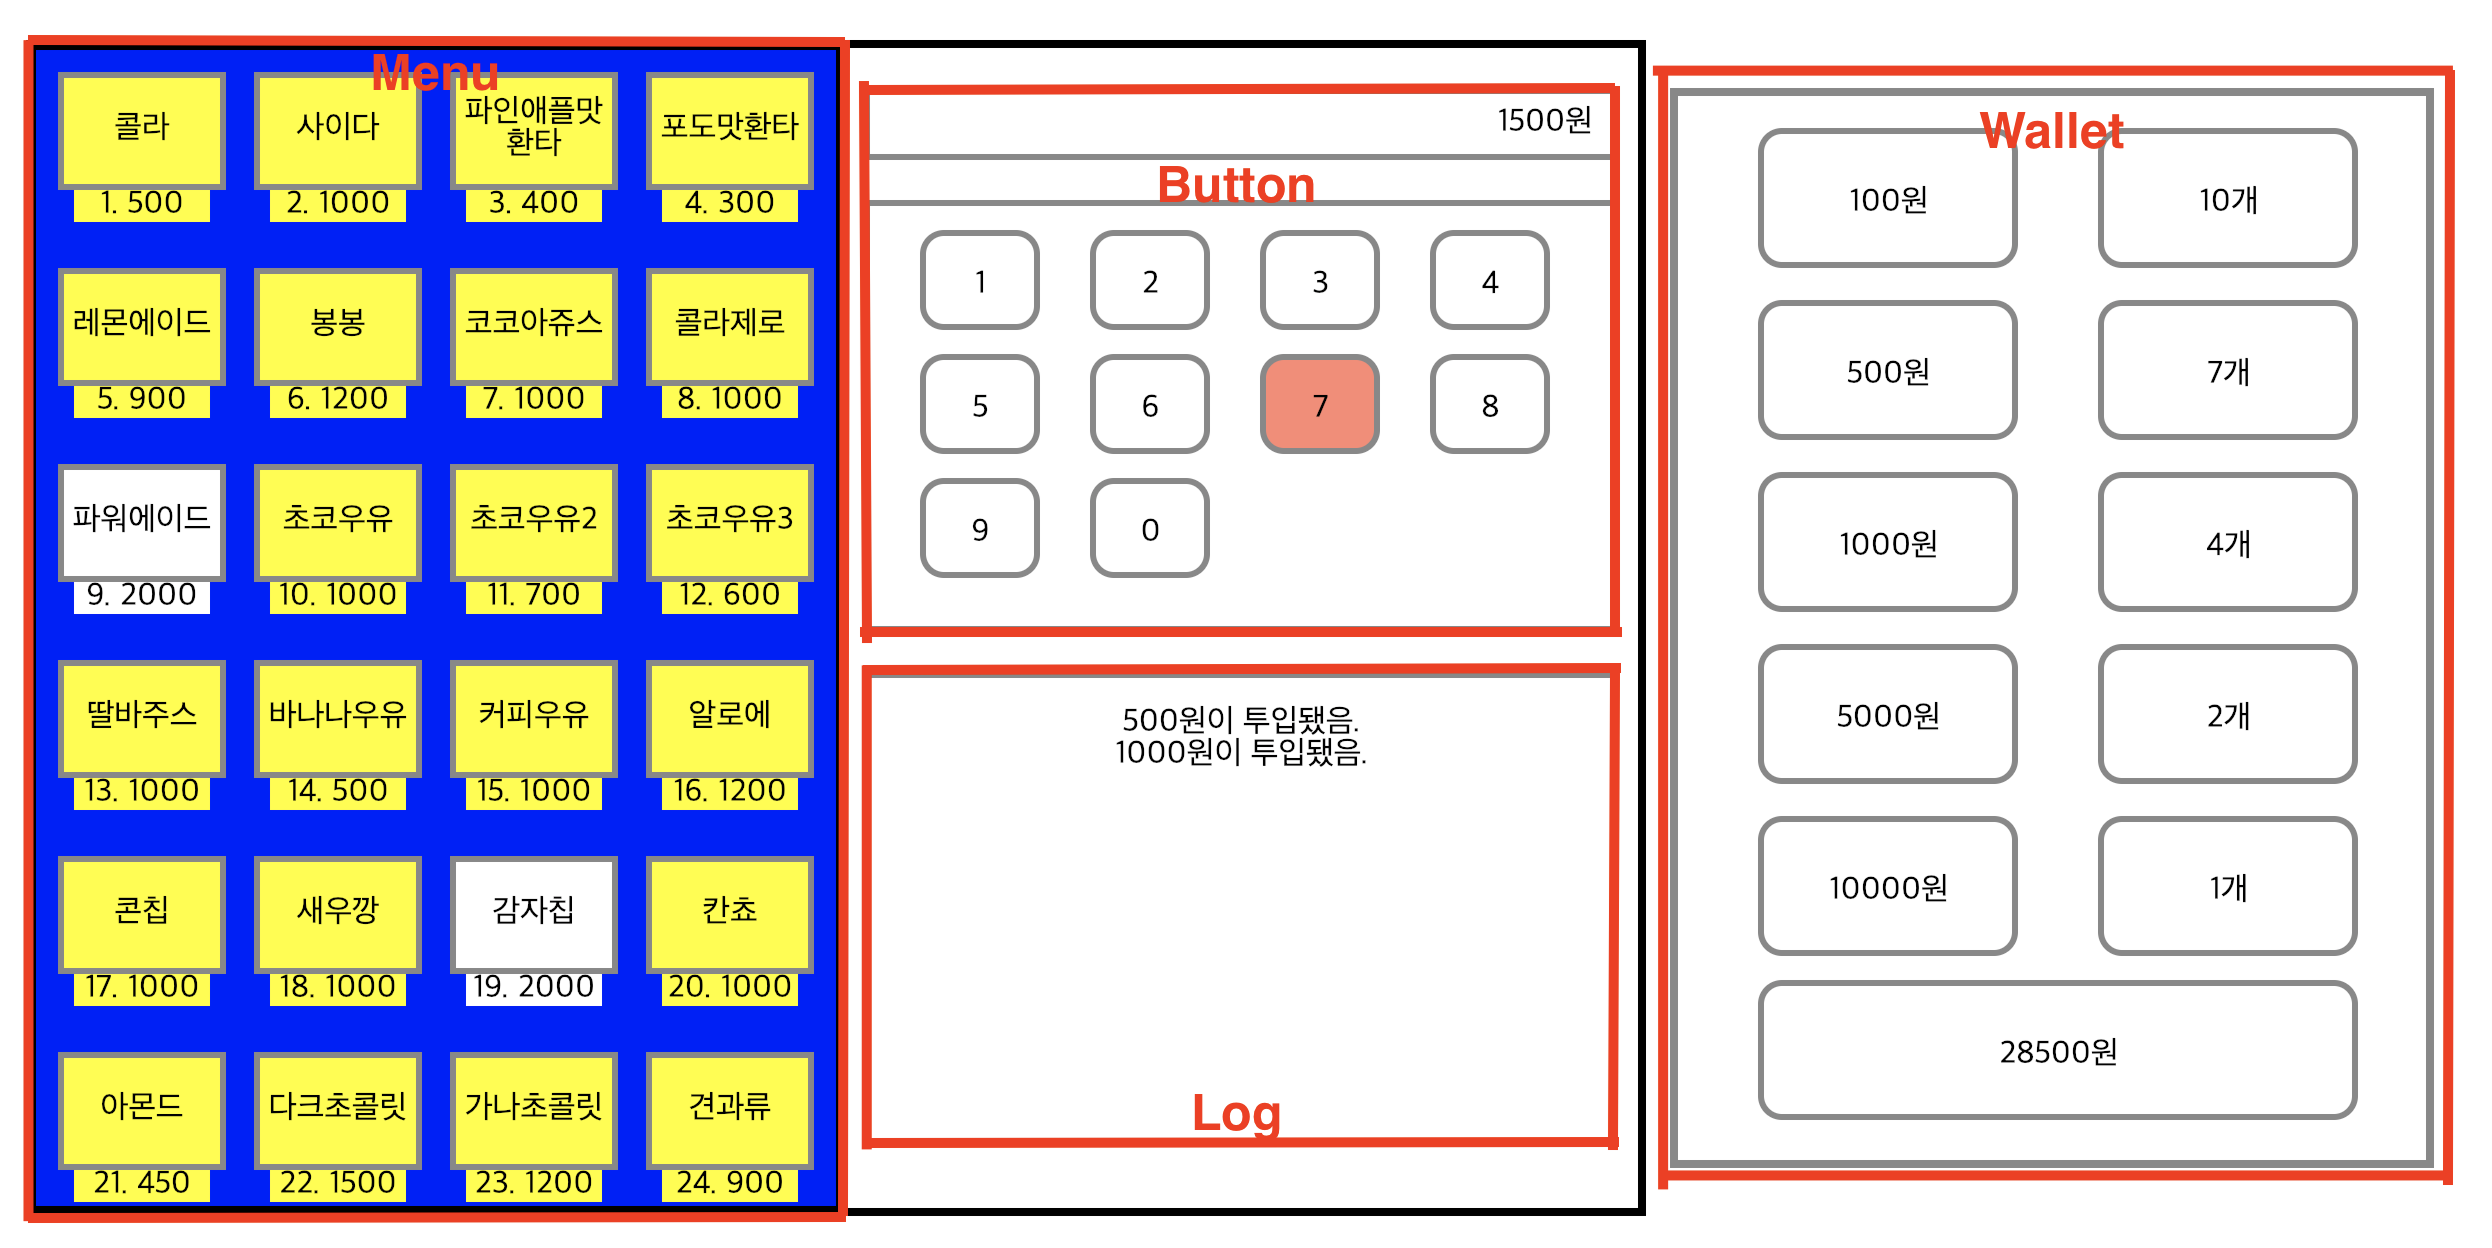 Menu
콜라
사이다
파인애플맛
환타
포도맛환타
1. 500
2. 1000
3. 400
4. 300
레몬에이드
봉봉
코코아쥬스
콜라제로
5. 900
6. 1200
7. 1000
8. 1000
파워에이드
초코우유
초코우유2
초코우유3
9. 2000
10. 1000
11. 700
12. 600
딸바주스
바나나우유
커피우유
알로에
13. 1000
14. 500
15. 1000
16. 1200
콘칩
새우깡
감자칩
칸쵸
17. 1000
18. 1000
19. 2000
20. 1000
아몬드
다크초콜릿
가나초콜릿
견과류
21. 450
22. 1500
23. 1200
24. 900
1500원
Button
1
2
3
4
5
6
7
8
9
0
500원이 투입됐음.
1000원이 투입됐음.
Log
Wallet
100원
10개
500원
7개
1000원
4개
5000원
2개
10000원
1개
28500원